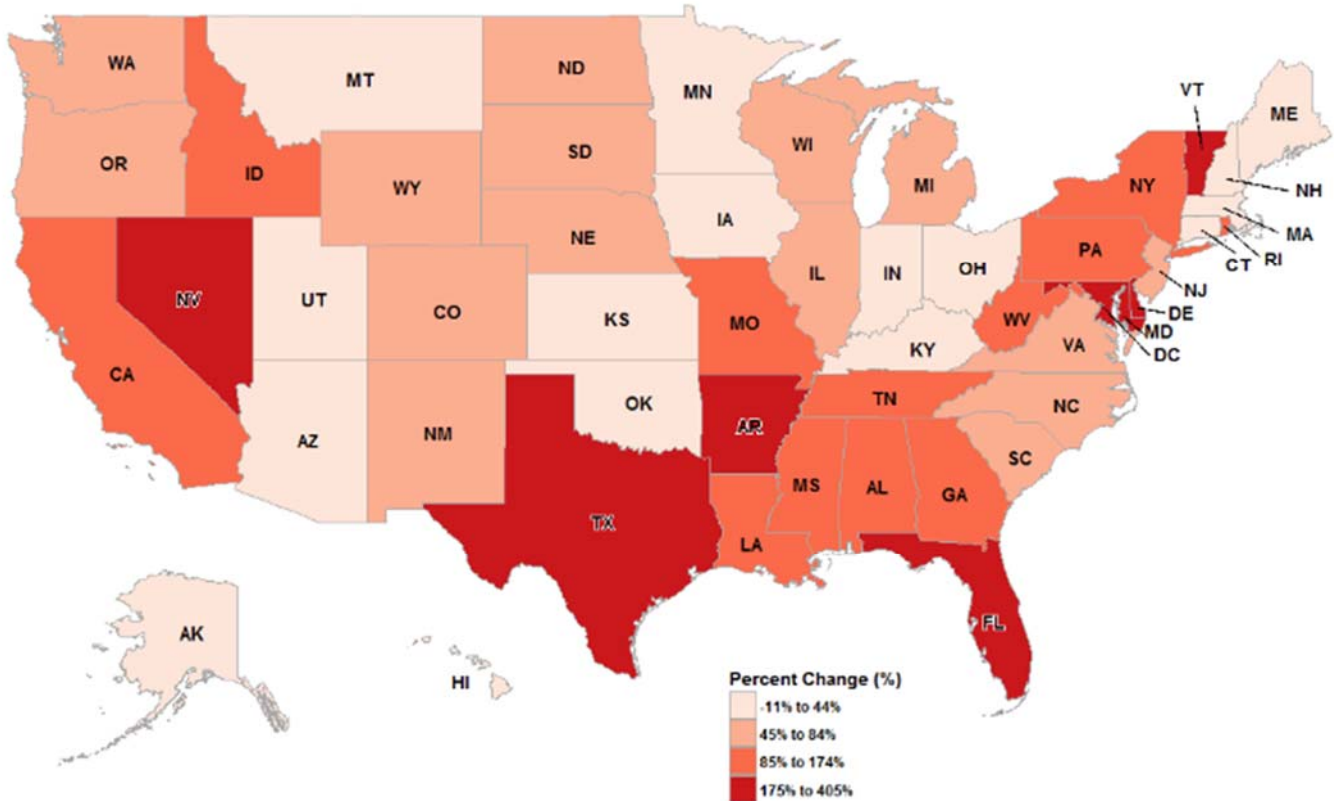 WA
MT
ND
MN
VT
ME
OR
ID
SD
WI
NY
WY
MI
NH
IA
MA
NE
PA
RI
CT
NV
UT
IL
IN
OH
NJ
CO
DE
KS
MO
WV
MD
VA
DC
KY
CA
OK
TN
NC
AZ
NM
AR
SC
MS
AL
GA
TX
LA
AK
FL
HI
Percent Change (%)
-11% to 44%
45% to 84%
85% to 174%
175% to 405%